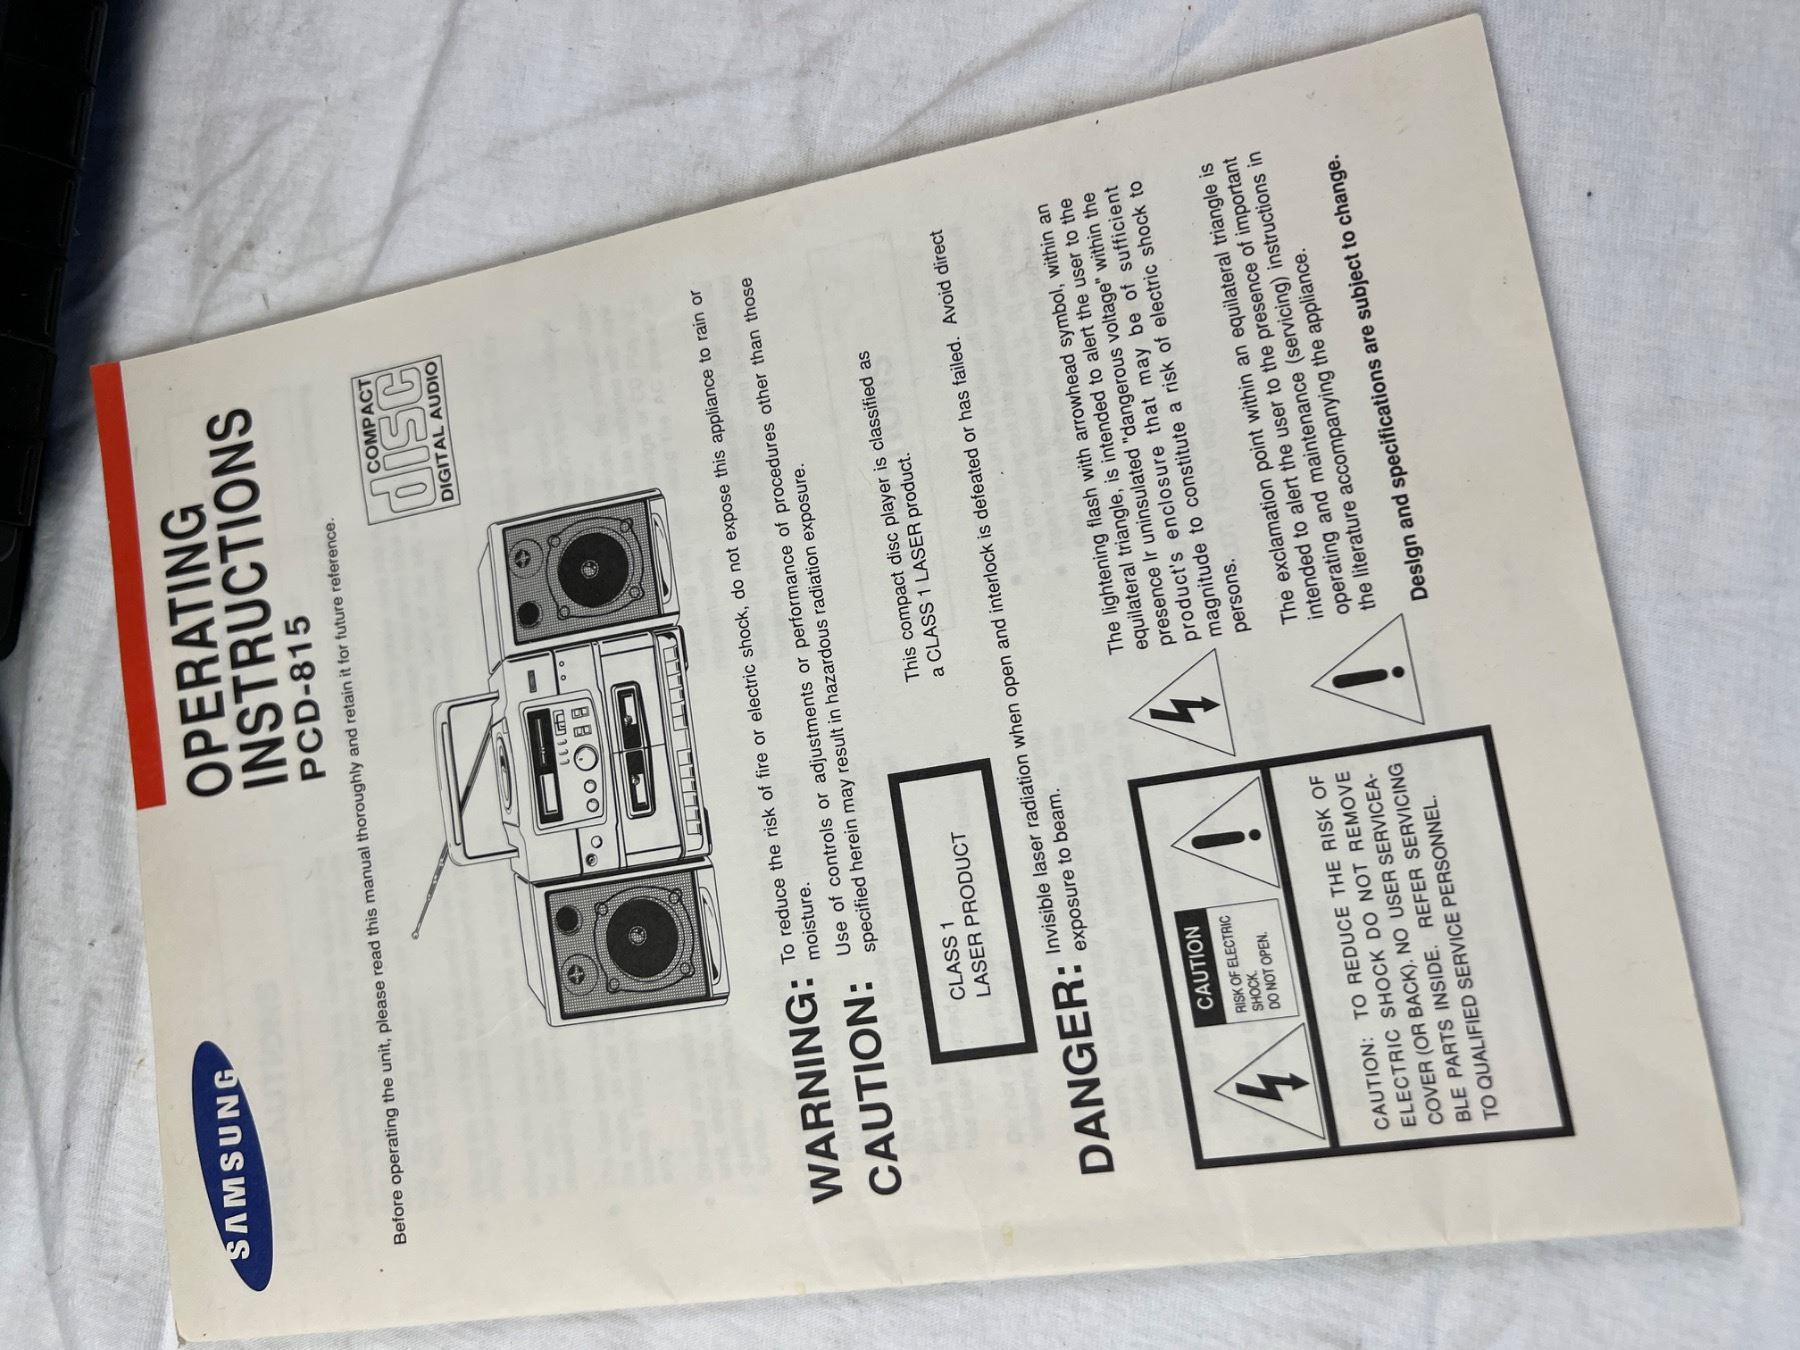 SAMSUNG
OPERATING
INSTRUCTIONS
PCD-815
Before operating the unit, please read this manual thoroughly and retain it for future reference.
COMPACT
disc
DIGITAL AUDIO
WARNING: To reduce the risk of fire or electric shock, do not expose this appliance to rain or
moisture.
CAUTION: Use of controls or adjustments or performance of procedures other than those
specified herein may result in hazardous radiation exposure.
CLASS 1
LASER PRODUCT
This compact disc player is classified as
a CLASS 1 LASER product.
DANGER: Invisible laser radiation when open and interlock is defeated or has failed. Avoid direct
exposure to beam.
CAUTION
RISK OF ELECTRIC
SHOCK.
DO NOT OPEN.
CAUTION: TO REDUCE THE RISK OF
ELECTRIC SHOCK DO NOT REMOVE
COVER (OR BACK). NO USER SERVICEA-
BLE PARTS INSIDE. REFER SERVICING
TO QUALIFIED SERVICE PERSONNEL.
The lightening flash with arrowhead symbol, within an
equilateral triangle, is intended to alert the user to the
presence Ir uninsulated "dangerous voltage" within the
product's enclosure that may be of sufficient
magnitude to constitute a risk of electric shock to
persons.
The exclamation point within an equilateral triangle is
intended to alert the user to the presence of important
operating and maintenance (servicing) instructions in
the literature accompanying the appliance.
Design and specifications are subject to change.